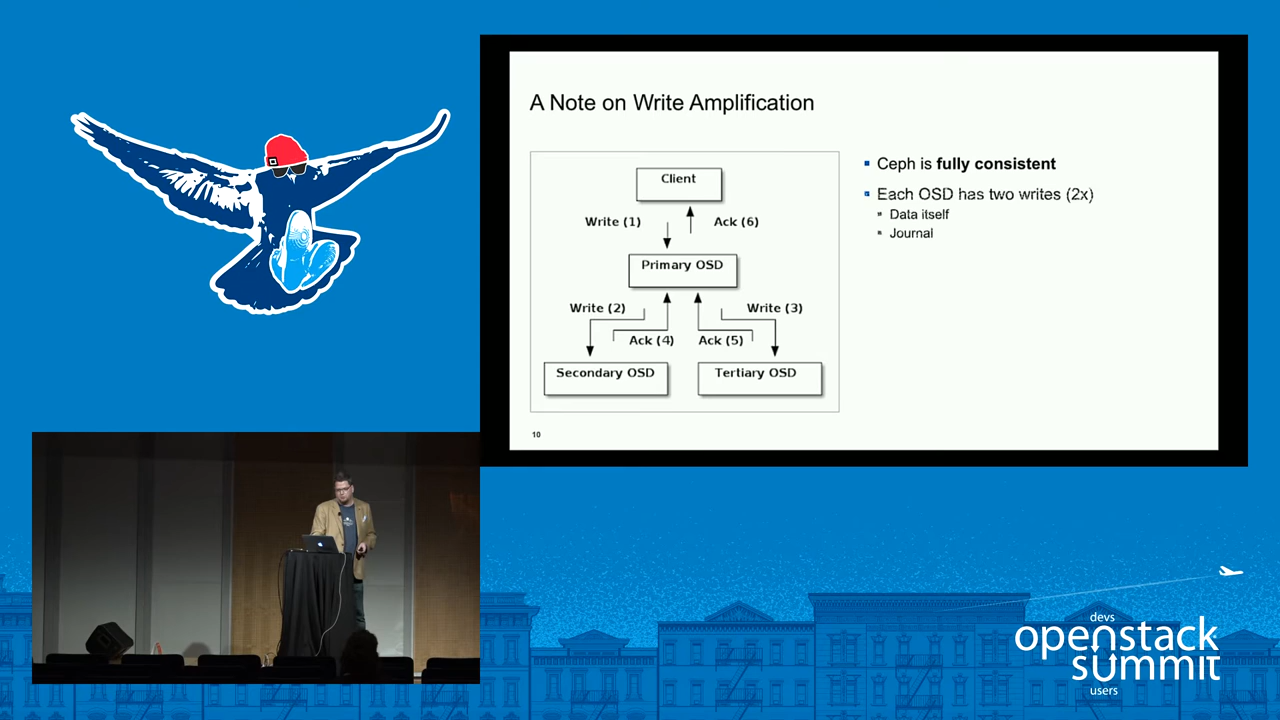 A Note on Write Amplification
Client
Write (1)
Ack (6)
Primary OSD
Write (2)
Write (3)
Ack (4)
Ack (5)
Secondary OSD
Tertiary OSD
10
Ceph is fully consistent
Each OSD has two writes (2x)
Data itself
Journal
devs
openstack
summit
users